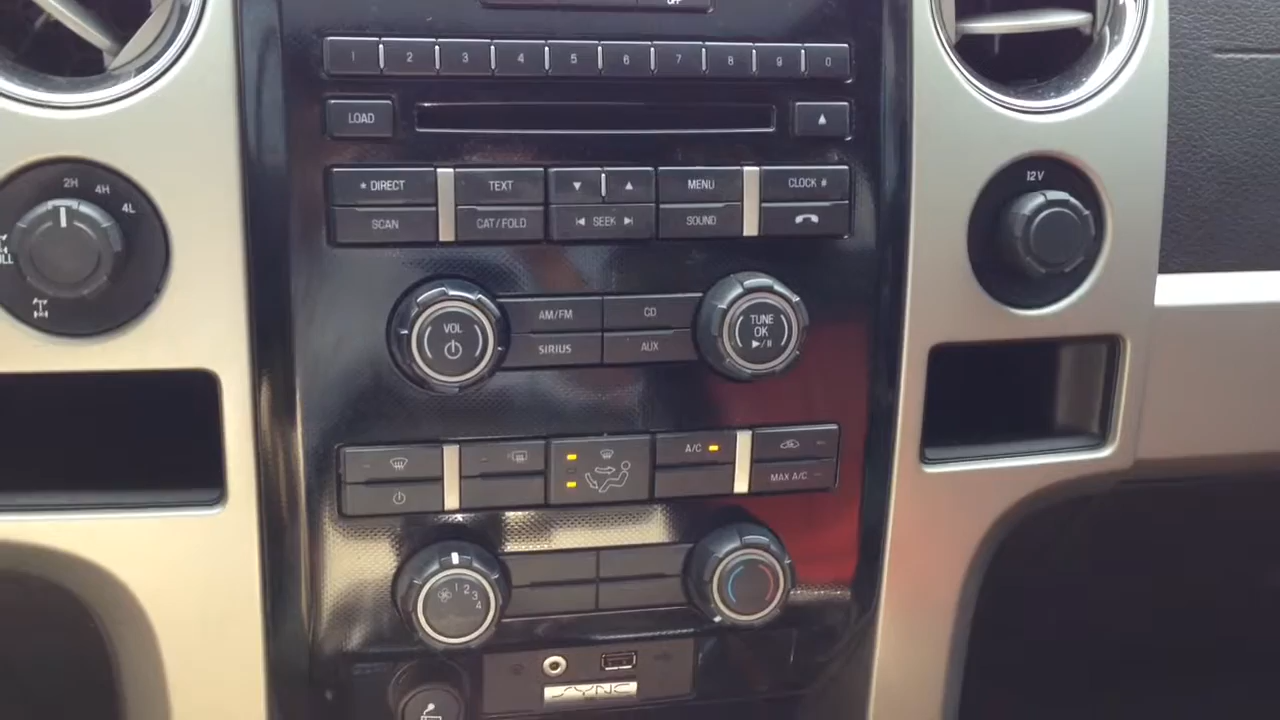 OFF
1 2 3 4 5 6 7 8 9 0
LOAD
2H 4H 4L
12V
* DIRECT TEXT MENU CLOCK #
SCAN CAT/FOLD SEEK SOUND
VOL AM/FM CD TUNE
OK
SIRIUS AUX
A/C
MAX A/C
1 2 3 4
SYNC